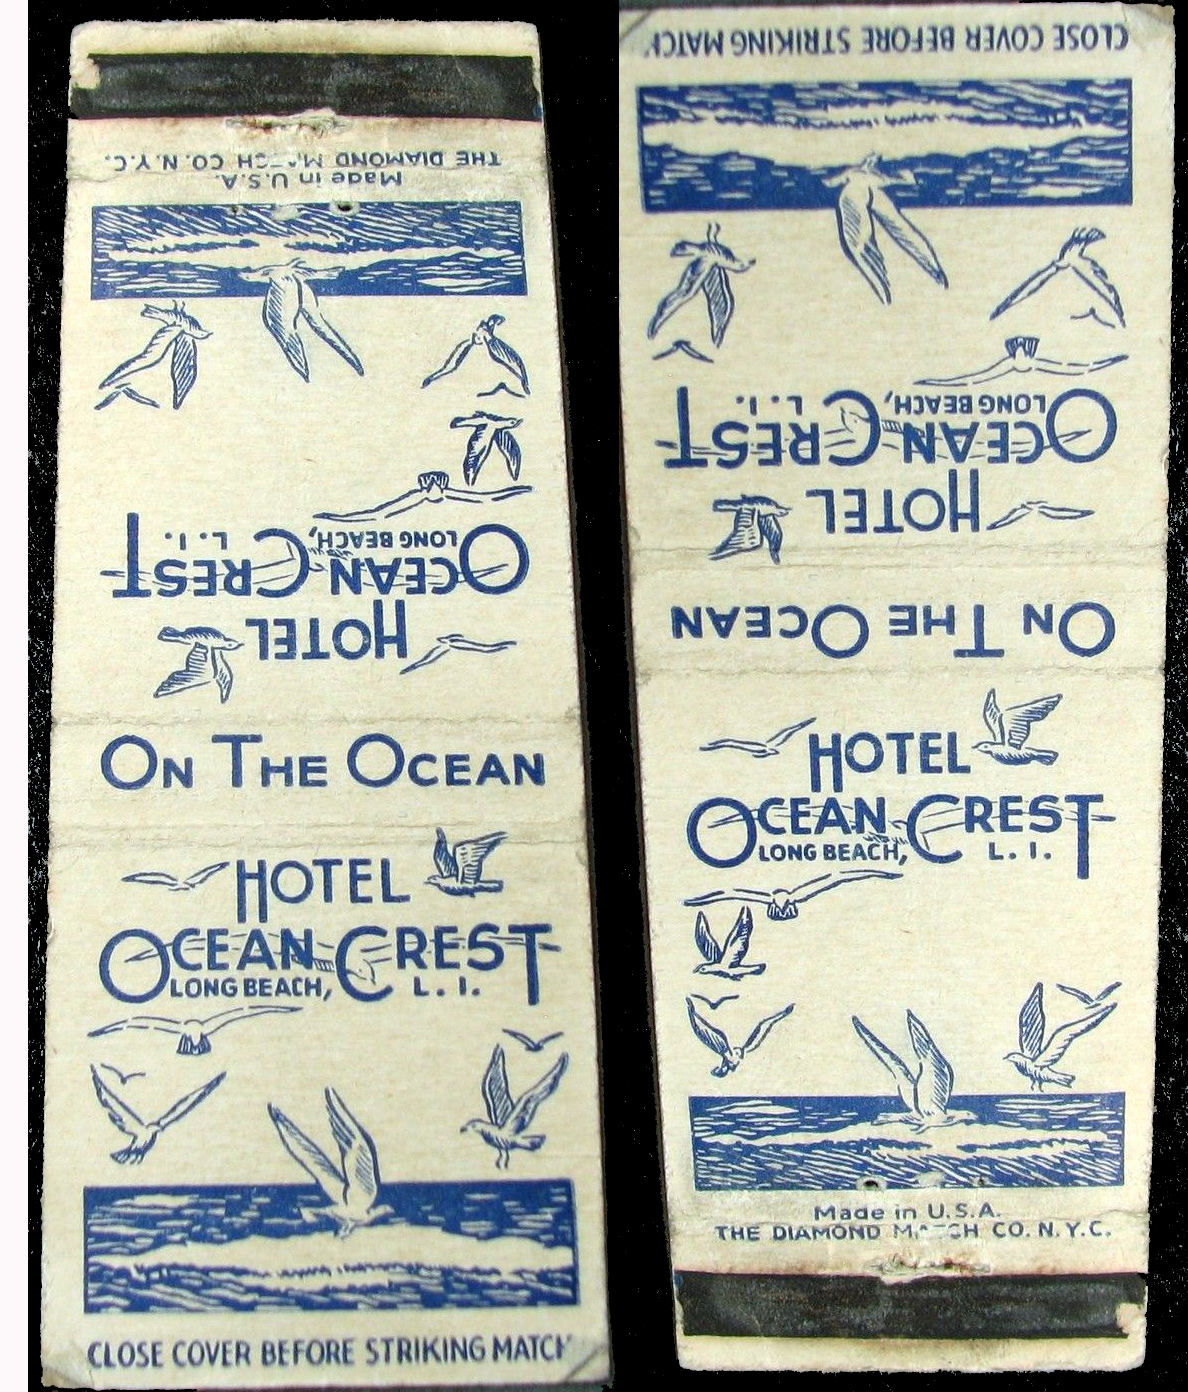 THE DIAMOND MATCH CO. N.Y.C.
Made in U.S.A.
OCEAN CREST
LONG BEACH, L. I.
HOTEL
ON THE OCEAN
HOTEL
OCEAN CREST
LONG BEACH, L. I.
CLOSE COVER BEFORE STRIKING MATCH
CLOSE COVER BEFORE STRIKING MATCH
OCEAN CREST
LONG BEACH, L. I.
HOTEL
ON THE OCEAN
HOTEL
OCEAN CREST
LONG BEACH, L. I.
Made in U.S.A.
THE DIAMOND MATCH CO. N.Y.C.